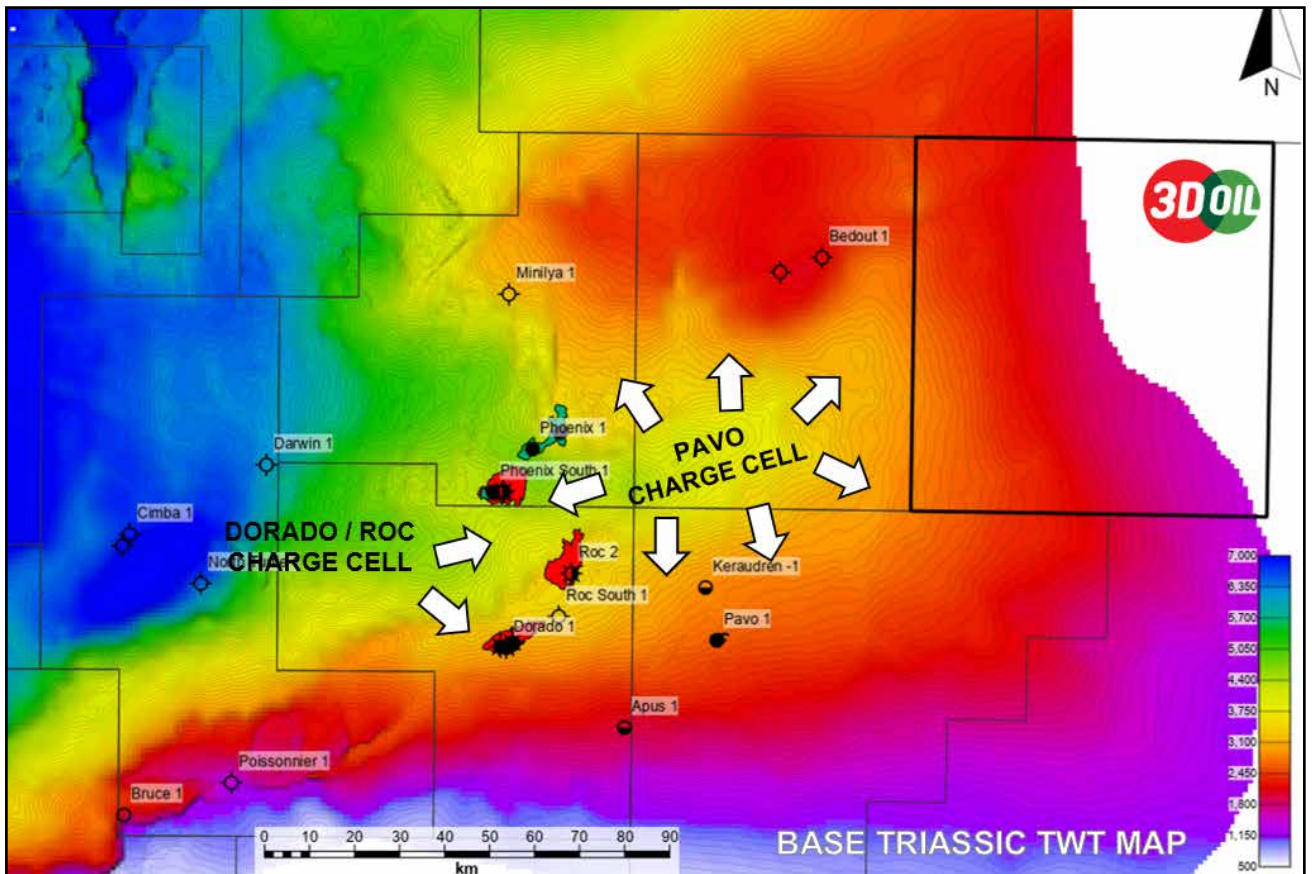 N
3D OIL
Bedout 1
Minilya 1
Phoenix 1
PAVO
CHARGE CELL
Darwin 1
Phoenix South 1
Cimba 1
DORADO / ROC
CHARGE CELL
Roc 2
Keraudren -1
Roc South 1
Dorado 1
Pavo 1
Apus 1
Poissonnier 1
Bruce 1
7,000
6,350
5,700
5,050
4,400
3,750
3,100
2,450
1,800
1,150
500
0 10 20 30 40 50 60 70 80 90
km
BASE TRIASSIC TWT MAP